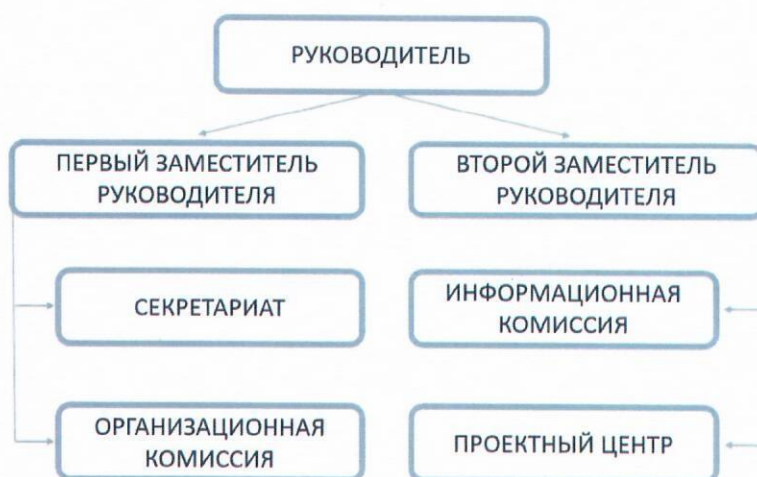 РУКОВОДИТЕЛЬ
ПЕРВЫЙ ЗАМЕСТИТЕЛЬ
РУКОВОДИТЕЛЯ
ВТОРОЙ ЗАМЕСТИТЕЛЬ
РУКОВОДИТЕЛЯ
СЕКРЕТАРИАТ
ИНФОРМАЦИОННАЯ
КОМИССИЯ
ОРГАНИЗАЦИОННАЯ
КОМИССИЯ
ПРОЕКТНЫЙ ЦЕНТР